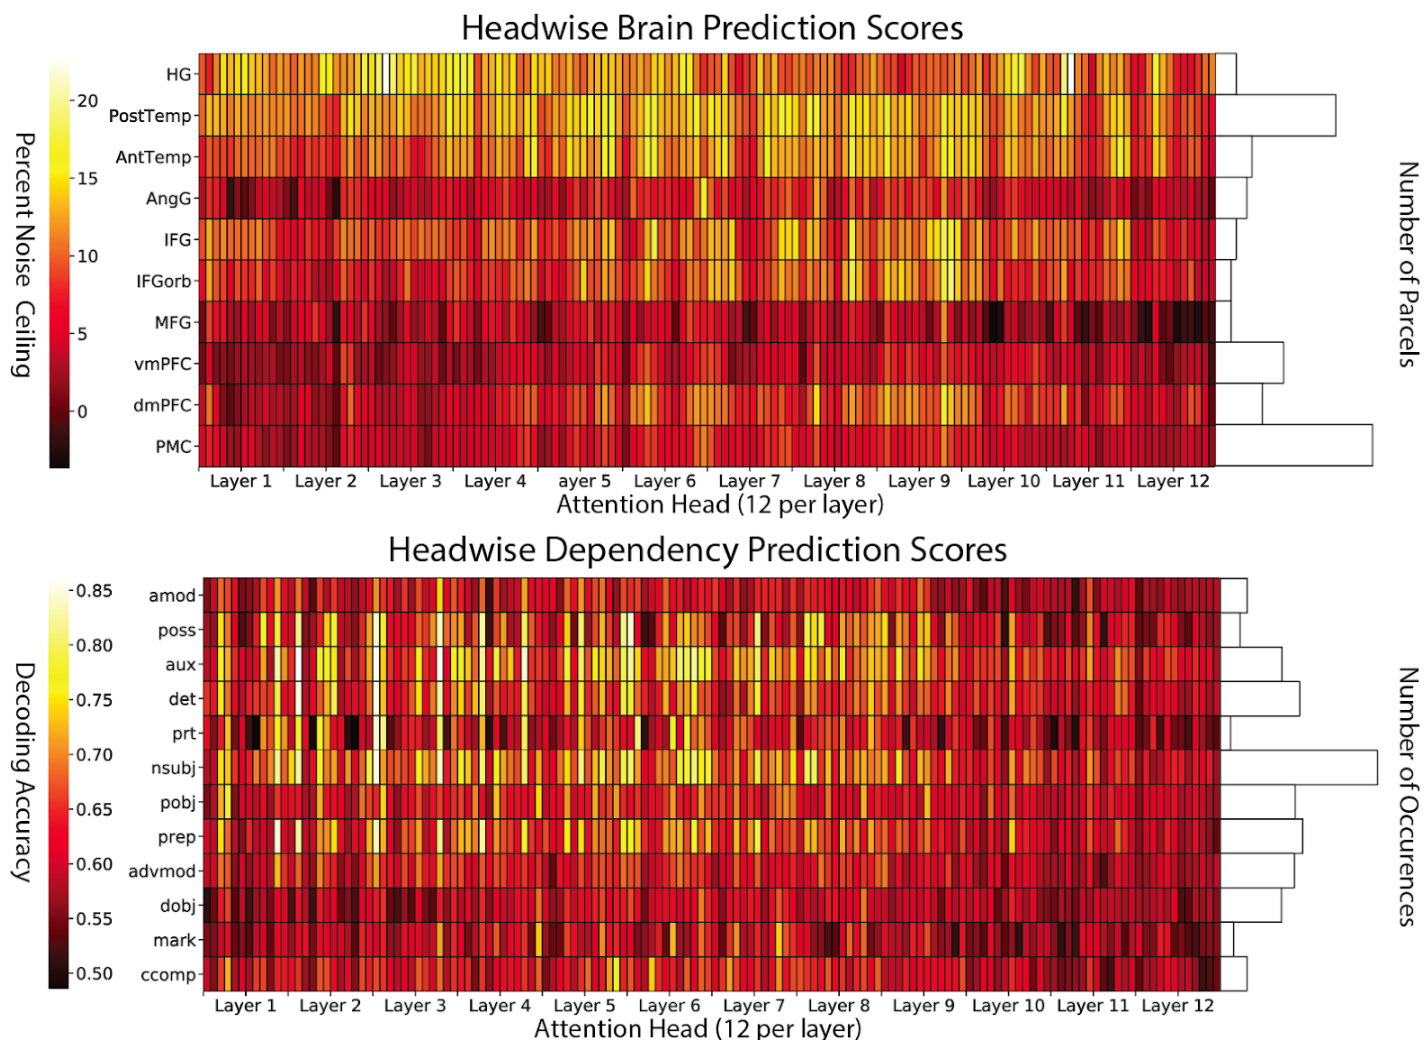 Headwise Brain Prediction Scores
Percent Noise Ceiling
20
15
10
5
0
HG
PostTemp
AntTemp
AngG
IFG
IFGorb
MFG
vmPFC
dmPFC
PMC
Number of Parcels
Layer 1 Layer 2 Layer 3 Layer 4 ayer 5 Layer 6 Layer 7 Layer 8 Layer 9 Layer 10 Layer 11 Layer 12
Attention Head (12 per layer)
Headwise Dependency Prediction Scores
Decoding Accuracy
0.85
0.80
0.75
0.70
0.65
0.60
0.55
0.50
amod
poss
aux
det
prt
nsubj
pobj
prep
advmod
dobj
mark
ccomp
Number of Occurences
Layer 1 Layer 2 Layer 3 Layer 4 Layer 5 Layer 6 Layer 7 Layer 8 Layer 9 Layer 10 Layer 11 Layer 12
Attention Head (12 per layer)